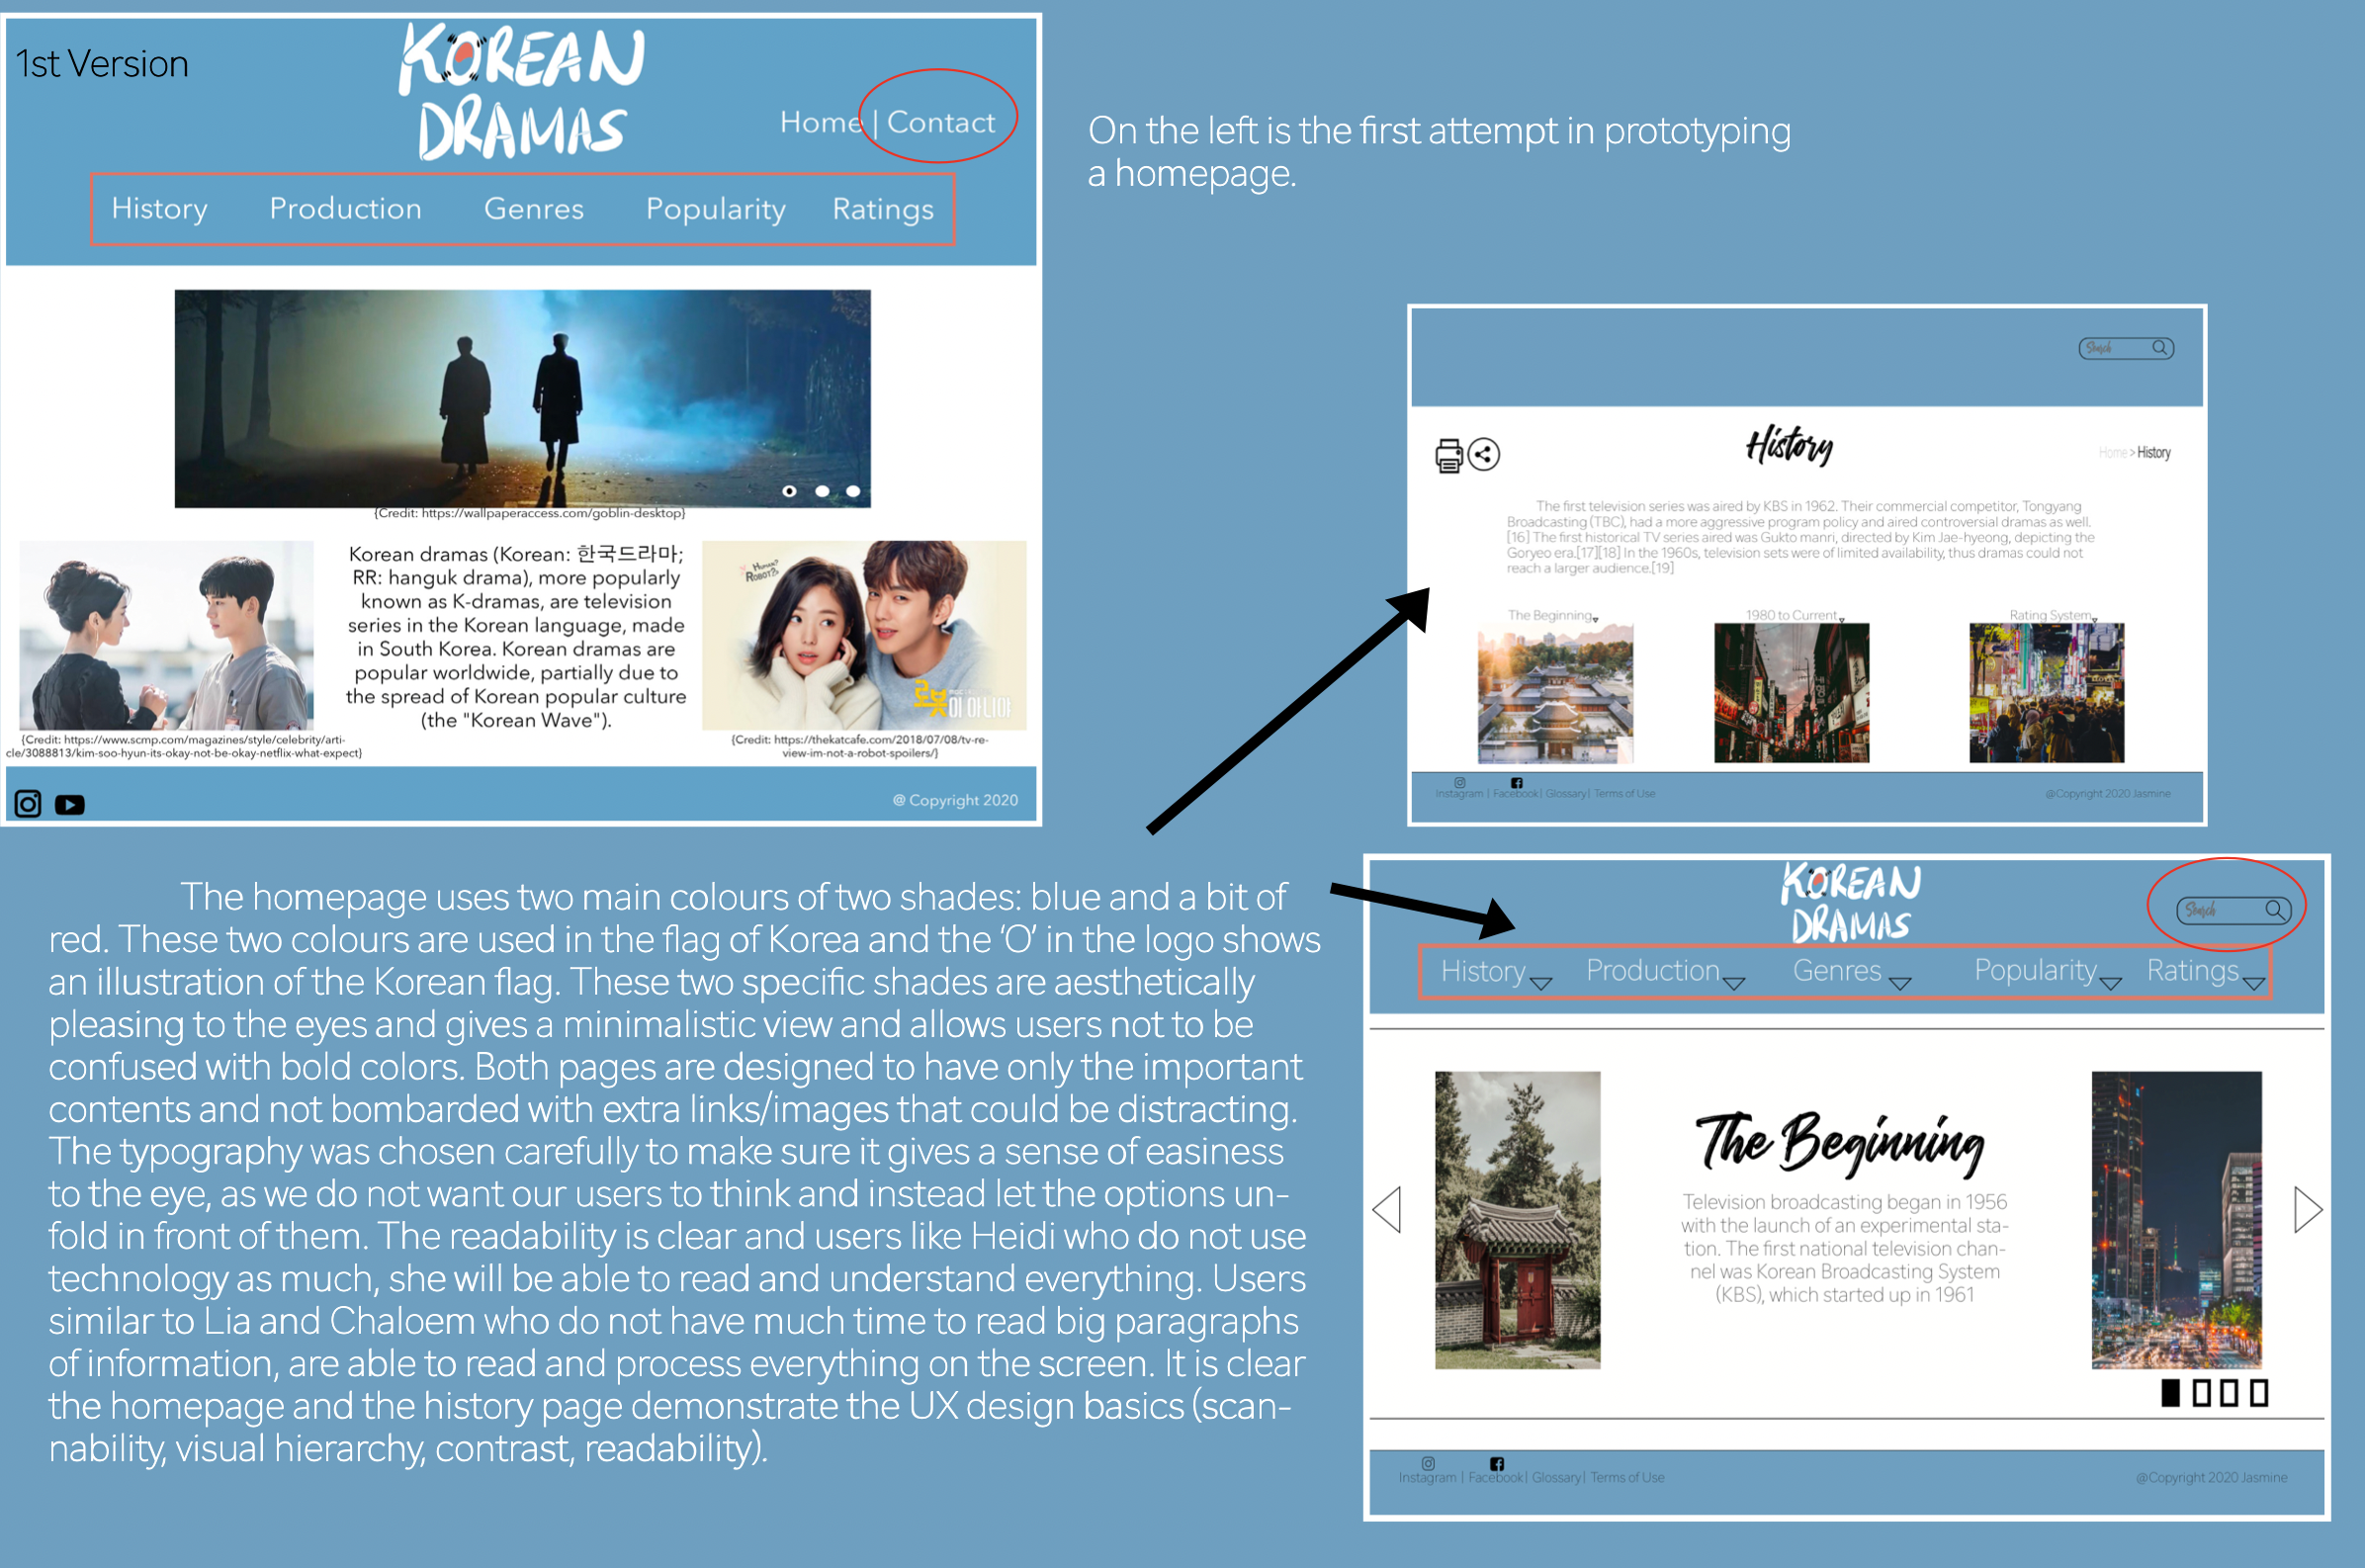 1st Version
KOREAN
DRAMAS
Home | Contact
History Production Genres Popularity Ratings
{Credit: https://wallpaperaccess.com/goblin-desktop}
Korean dramas (Korean: 한국드라마;
RR: hanguk drama), more popularly
known as K-dramas, are television
series in the Korean language, made
in South Korea. Korean dramas are
popular worldwide, partially due to
the spread of Korean popular culture
(the "Korean Wave").
{Credit: https://www.scmp.com/magazines/style/celebrity/arti-
cle/3088813/kim-soo-hyun-its-okay-not-be-okay-netflix-what-expect}
HUMAN?
ROBOT?
로봇이 아니야
{Credit: https://thekatcafe.com/2018/07/08/tv-re-
view-im-not-a-robot-spoilers/}
@ Copyright 2020
On the left is the first attempt in prototyping
a homepage.
Search
History
Home > History
The first television series was aired by KBS in 1962. Their commercial competitor, Tongyang
Broadcasting (TBC), had a more aggressive program policy and aired controversial dramas as well.
[16] The first historical TV series aired was Gukto manri, directed by Kim Jae-hyeong, depicting the
Goryeo era.[17][18] In the 1960s, television sets were of limited availability, thus dramas could not
reach a larger audience.[19]
The Beginning 1980 to Current Rating System
Instagram | Facebook | Glossary | Terms of Use
@Copyright 2020 Jasmine
The homepage uses two main colours of two shades: blue and a bit of
red. These two colours are used in the flag of Korea and the ‘O’ in the logo shows
an illustration of the Korean flag. These two specific shades are aesthetically
pleasing to the eyes and gives a minimalistic view and allows users not to be
confused with bold colors. Both pages are designed to have only the important
contents and not bombarded with extra links/images that could be distracting.
The typography was chosen carefully to make sure it gives a sense of easiness
to the eye, as we do not want our users to think and instead let the options un-
fold in front of them. The readability is clear and users like Heidi who do not use
technology as much, she will be able to read and understand everything. Users
similar to Lia and Chaloem who do not have much time to read big paragraphs
of information, are able to read and process everything on the screen. It is clear
the homepage and the history page demonstrate the UX design basics (scan-
nability, visual hierarchy, contrast, readability).
KOREAN
DRAMAS
Search
History Production Genres Popularity Ratings
The Beginning
Television broadcasting began in 1956
with the launch of an experimental sta-
tion. The first national television chan-
nel was Korean Broadcasting System
(KBS), which started up in 1961
Instagram | Facebook | Glossary | Terms of Use
@Copyright 2020 Jasmine